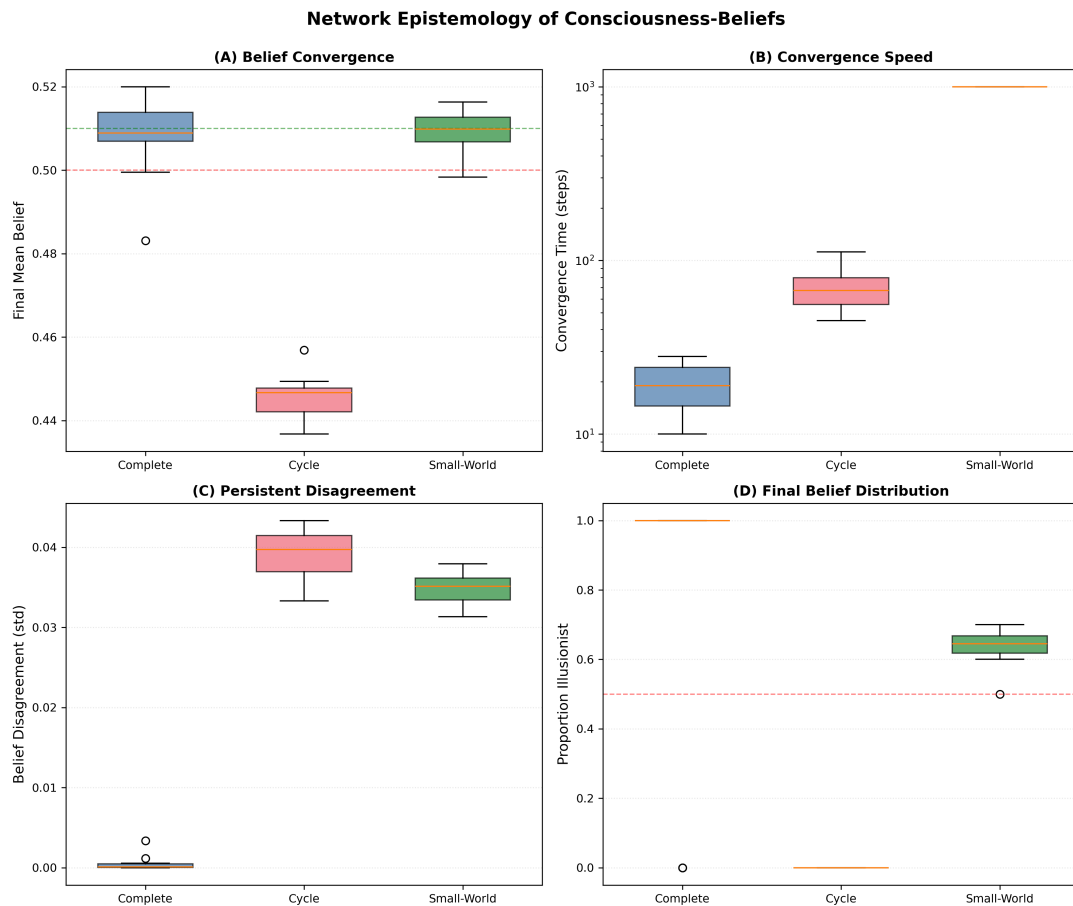 Network Epistemology of Consciousness-Beliefs
(A) Belief Convergence
Final Mean Belief
0.52
0.50
0.48
0.46
0.44
Complete
Cycle
Small-World
(B) Convergence Speed
Convergence Time (steps)
10³
10²
10¹
Complete
Cycle
Small-World
(C) Persistent Disagreement
Belief Disagreement (std)
0.04
0.03
0.02
0.01
0.00
Complete
Cycle
Small-World
(D) Final Belief Distribution
Proportion Illusionist
1.0
0.8
0.6
0.4
0.2
0.0
Complete
Cycle
Small-World